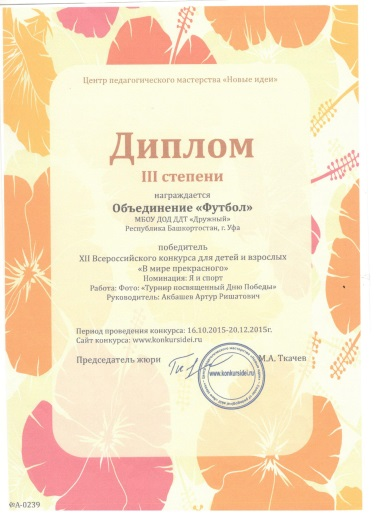 Центр педагогического мастерства «Новые идеи»
Диплом
III степени
награждается
Объединение «Футбол»
МБОУ ДОД ДДТ «Дружный»
Республика Башкортостан, г. Уфа
победитель
XII Всероссийского конкурса для детей и взрослых
«В мире прекрасного»
Номинация: Я и спорт
Работа: Фото: «Турнир посвященный Дню Победы»
Руководитель: Акбашев Артур Ришатович
Период проведения конкурса: 16.10.2015-20.12.2015г.
Сайт конкурса: www.konkursidei.ru
Председатель жюри М.А. Ткачев
www.konkursidei.ru
ФА-0239